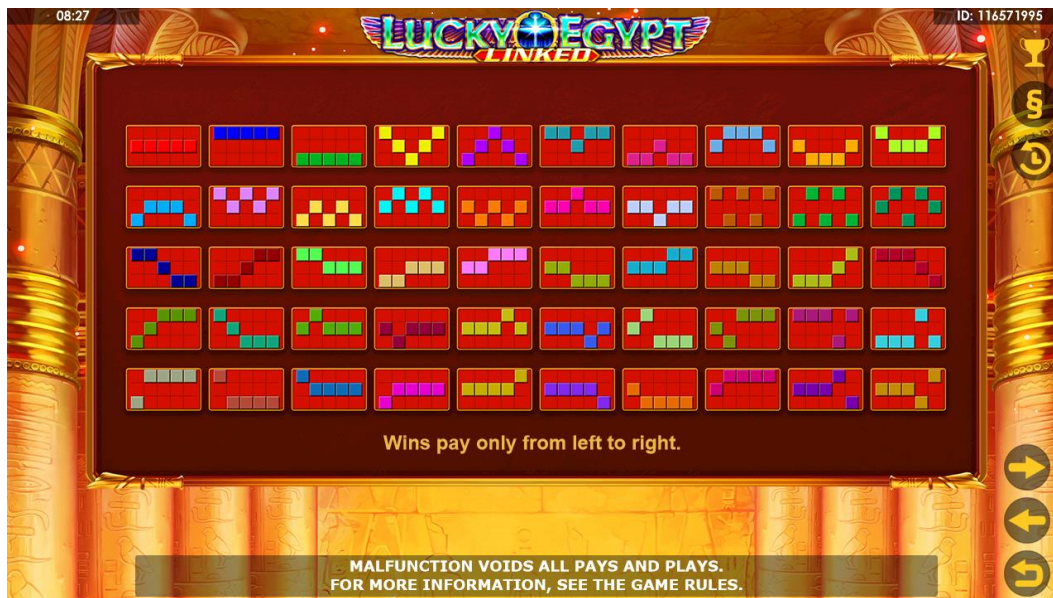 08:27
LUCKY EGYPT
ID: 116571995
LINKED
§
Wins pay only from left to right.
MALFUNCTION VOIDS ALL PAYS AND PLAYS.
FOR MORE INFORMATION, SEE THE GAME RULES.